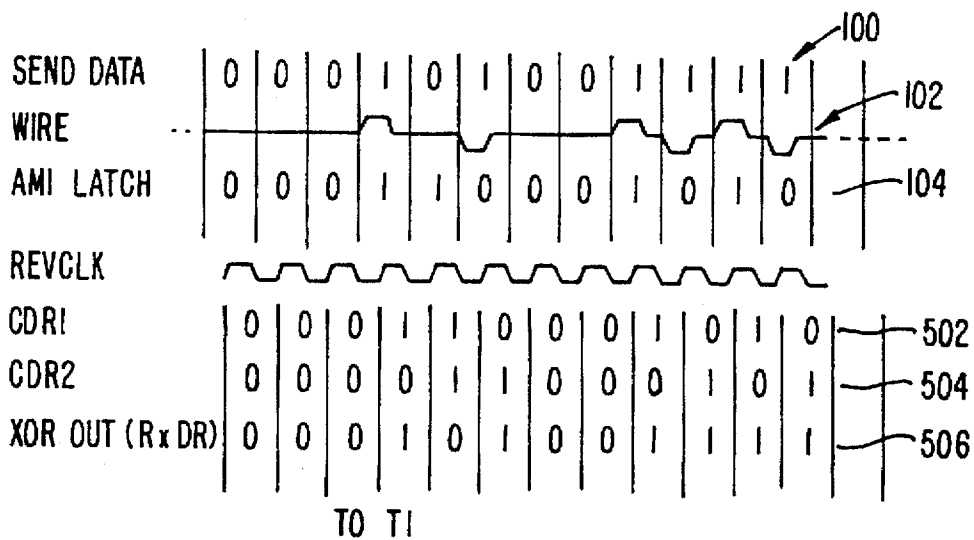 100
SEND DATA 0 0 0 1 0 1 0 0 1 1 1 1
WIRE 102
AMI LATCH 0 0 0 1 1 0 0 0 1 0 1 0 104
REVCLK
CDR1 0 0 0 1 1 0 0 0 1 0 1 0 502
CDR2 0 0 0 0 1 1 0 0 0 1 0 1 504
XOR OUT (RxDR) 0 0 0 1 0 1 0 0 1 1 1 1 506
T0 T1